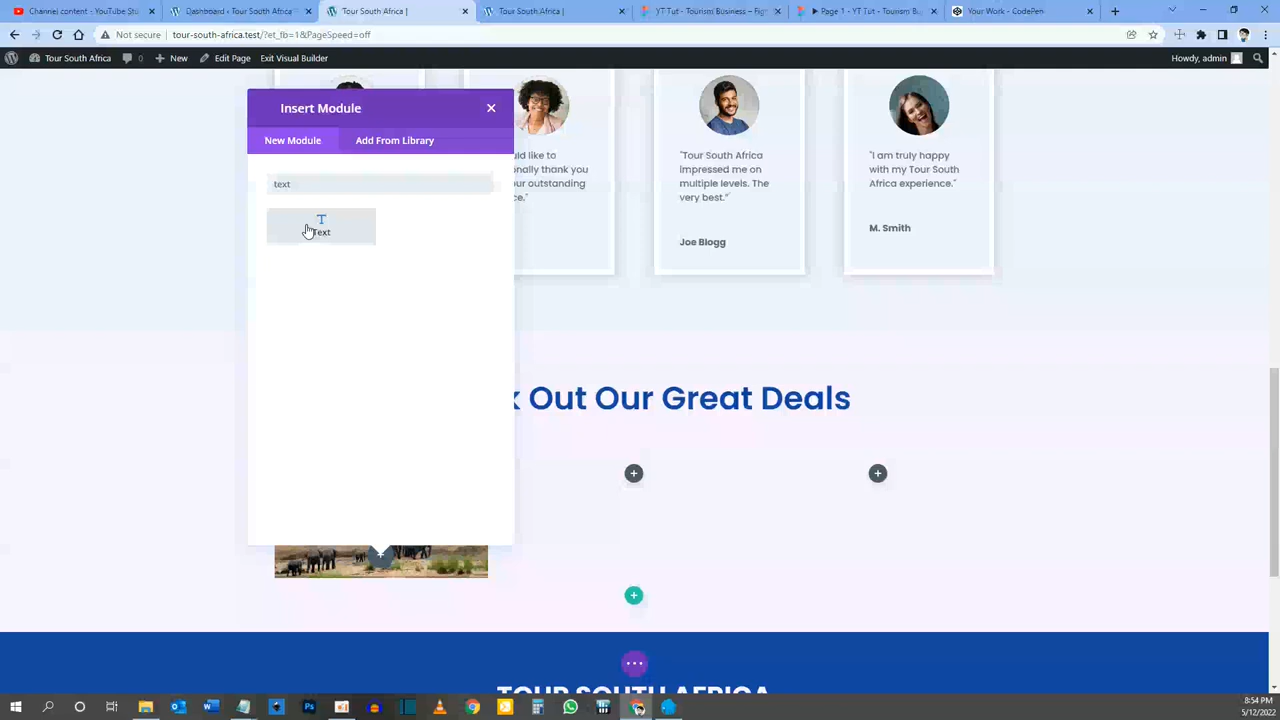 Channel content - YouTube Stu
Dashboard ‹ Tour South Africa
Tour South Africa |
Tour South Africa |
YT Tut - Tourism Business – Fig
Page 1 - YT Tut - Tourism B
Your Work - CodePen
Not secure | tour-south-africa.test/?et_fb=1&PageSpeed=off
Tour South Africa
0
New
Edit Page
Exit Visual Builder
Howdy, admin
Insert Module
New Module
Add From Library
text
Text
uld like to
onally thank you
ur outstanding
ce."
"Tour South Africa
impressed me on
multiple levels. The
very best."
Joe Blogg
"I am truly happy
with my Tour South
Africa experience."
M. Smith
k Out Our Great Deals
TOUR SOUTH AFRICA
8:54 PM
5/12/2022